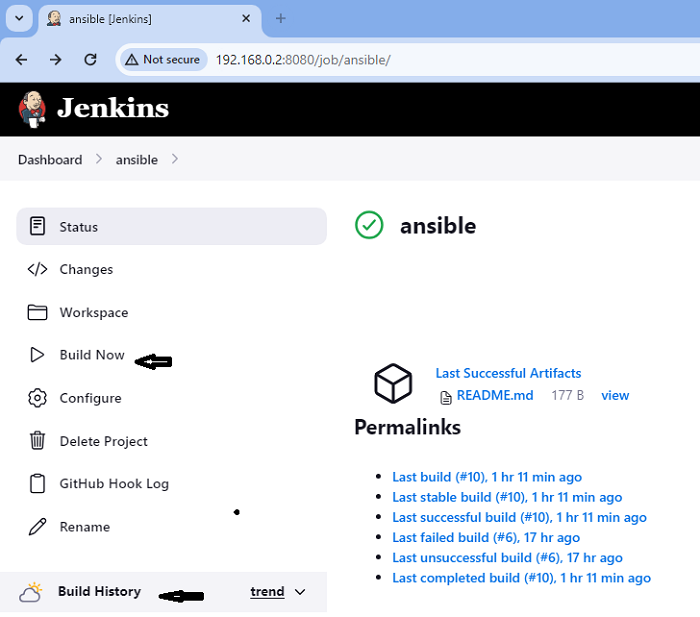 ansible [Jenkins]
Not secure 192.168.0.2:8080/job/ansible/
Jenkins
Dashboard ansible
Status
Changes
Workspace
Build Now
Configure
Delete Project
GitHub Hook Log
Rename
Build History trend
ansible
Last Successful Artifacts
README.md 177 B view
Permalinks
Last build (#10), 1 hr 11 min ago
Last stable build (#10), 1 hr 11 min ago
Last successful build (#10), 1 hr 11 min ago
Last failed build (#6), 17 hr ago
Last unsuccessful build (#6), 17 hr ago
Last completed build (#10), 1 hr 11 min ago